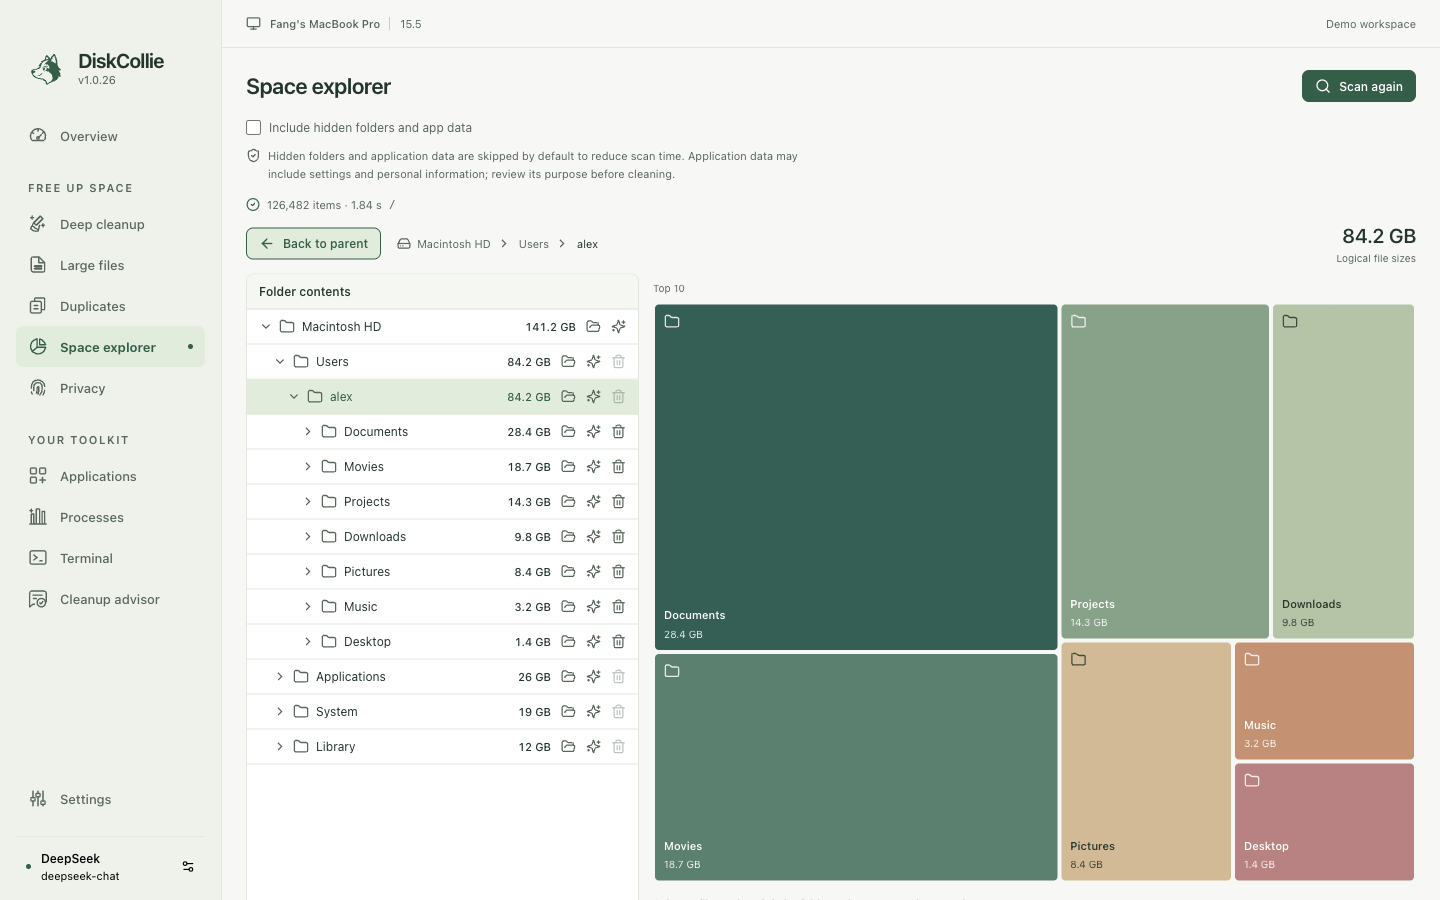 DiskCollie
v1.0.26
Overview
FREE UP SPACE
Deep cleanup
Large files
Duplicates
Space explorer
Privacy
YOUR TOOLKIT
Applications
Processes
Terminal
Cleanup advisor
Settings
DeepSeek
deepseek-chat
Fang's MacBook Pro 15.5
Demo workspace
Space explorer
Scan again
Include hidden folders and app data
Hidden folders and application data are skipped by default to reduce scan time. Application data may
include settings and personal information; review its purpose before cleaning.
126,482 items · 1.84 s /
Back to parent
Macintosh HD > Users > alex
84.2 GB
Logical file sizes
Folder contents
Macintosh HD 141.2 GB
Users 84.2 GB
alex 84.2 GB
Documents 28.4 GB
Movies 18.7 GB
Projects 14.3 GB
Downloads 9.8 GB
Pictures 8.4 GB
Music 3.2 GB
Desktop 1.4 GB
Applications 26 GB
System 19 GB
Library 12 GB
Top 10
Documents
28.4 GB
Projects
14.3 GB
Downloads
9.8 GB
Movies
18.7 GB
Pictures
8.4 GB
Music
3.2 GB
Desktop
1.4 GB